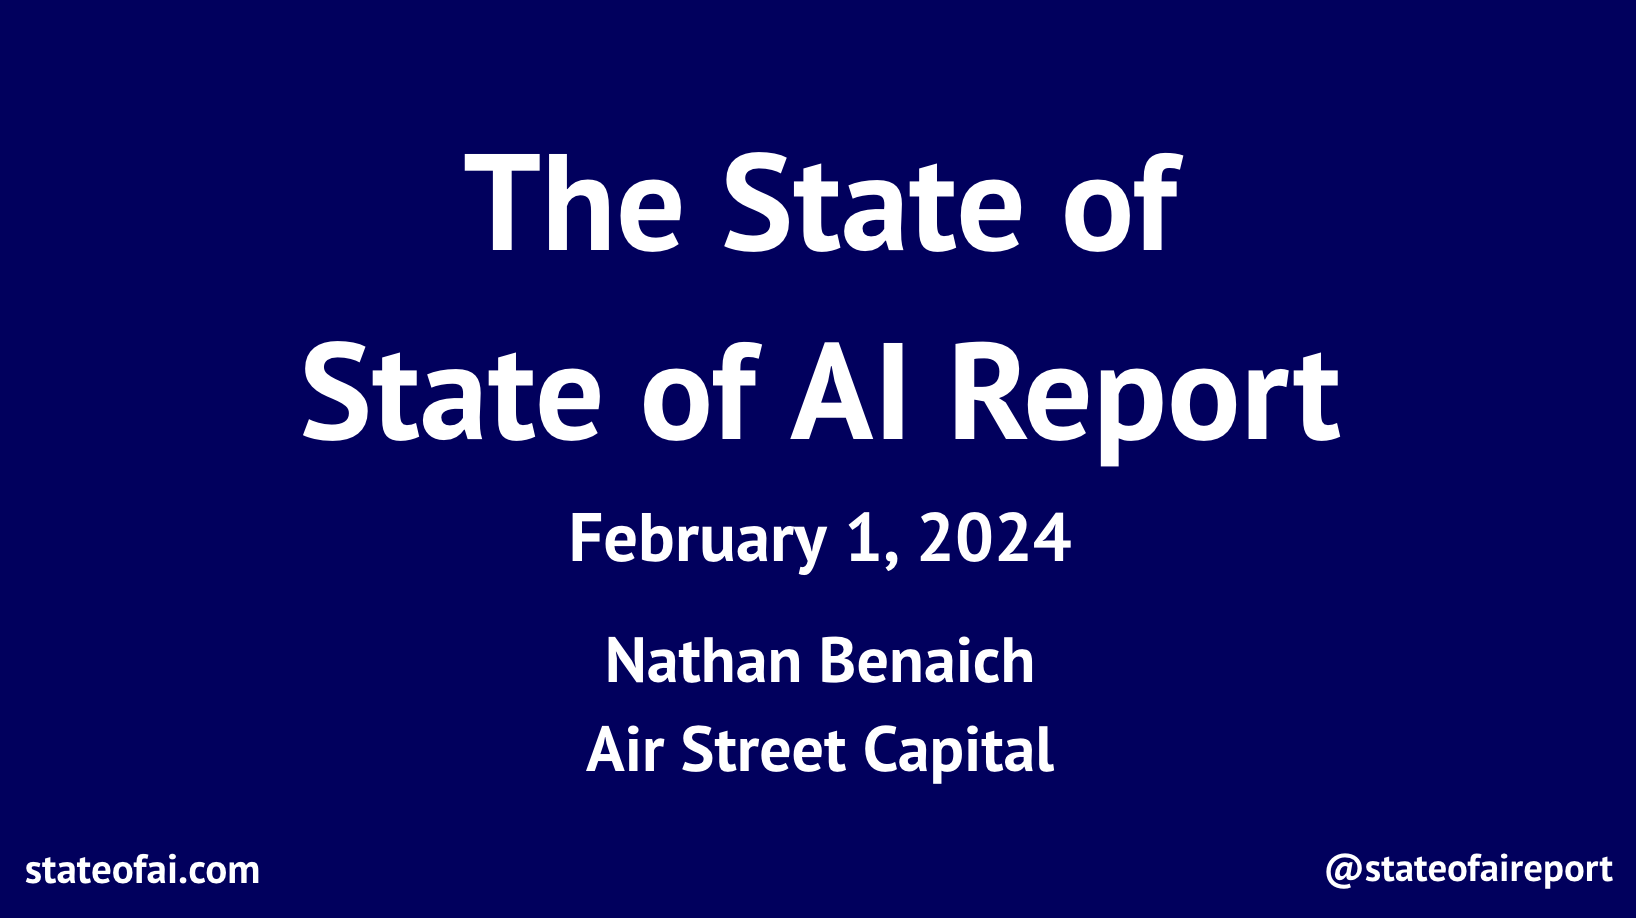 The State of
State of AI Report
February 1, 2024
Nathan Benaich
Air Street Capital
stateofai.com
@stateofaireport